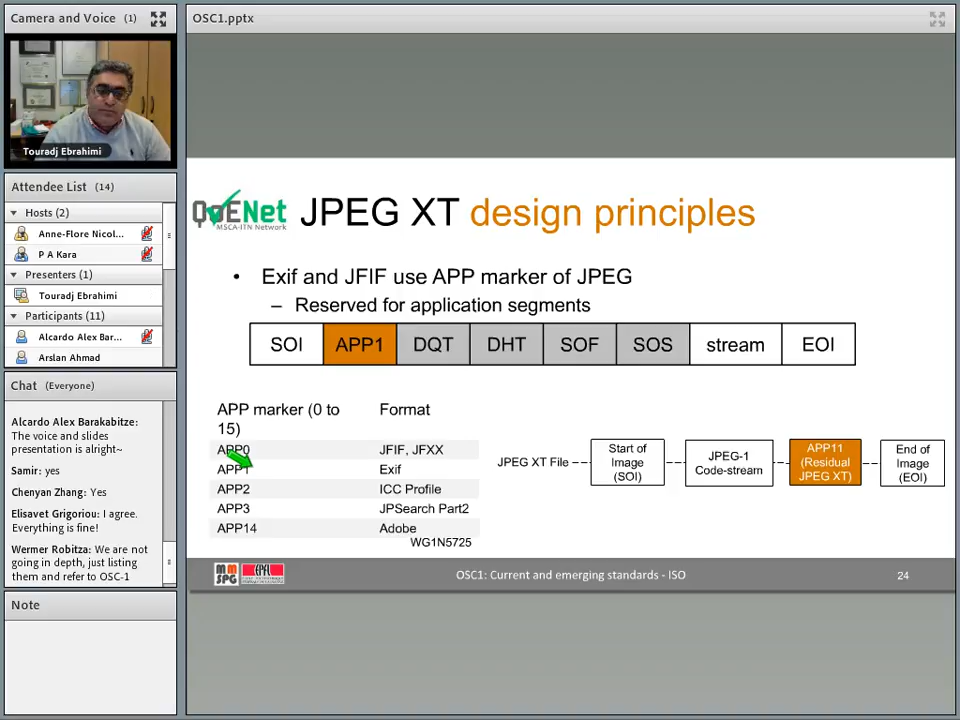 Camera and Voice (1)
OSC1.pptx
Touradj Ebrahimi
Attendee List (14)
Hosts (2)
Anne-Flore Nicol...
P A Kara
Presenters (1)
Touradj Ebrahimi
Participants (11)
Alcardo Alex Bar...
Arslan Ahmad
Chat (Everyone)
Alcardo Alex Barakabitze:
The voice and slides
presentation is alright~
Samir: yes
Chenyan Zhang: Yes
Elisavet Grigoriou: I agree.
Everything is fine!
Wermer Robitza: We are not
going in depth, just listing
them and refer to OSC-1
Note
QoENet
MSCA-ITN Network
JPEG XT design principles
• Exif and JFIF use APP marker of JPEG
– Reserved for application segments
SOI APP1 DQT DHT SOF SOS stream EOI
APP marker (0 to
15)
Format
APP0 JFIF, JFXX
APP1 Exif
APP2 ICC Profile
APP3 JPSearch Part2
APP14 Adobe
WG1N5725
JPEG XT File
Start of
Image
(SOI)
JPEG-1
Code-stream
APP11
(Residual
JPEG XT)
End of
Image
(EOI)
MMSPG
EPFL
OSC1: Current and emerging standards - ISO
24